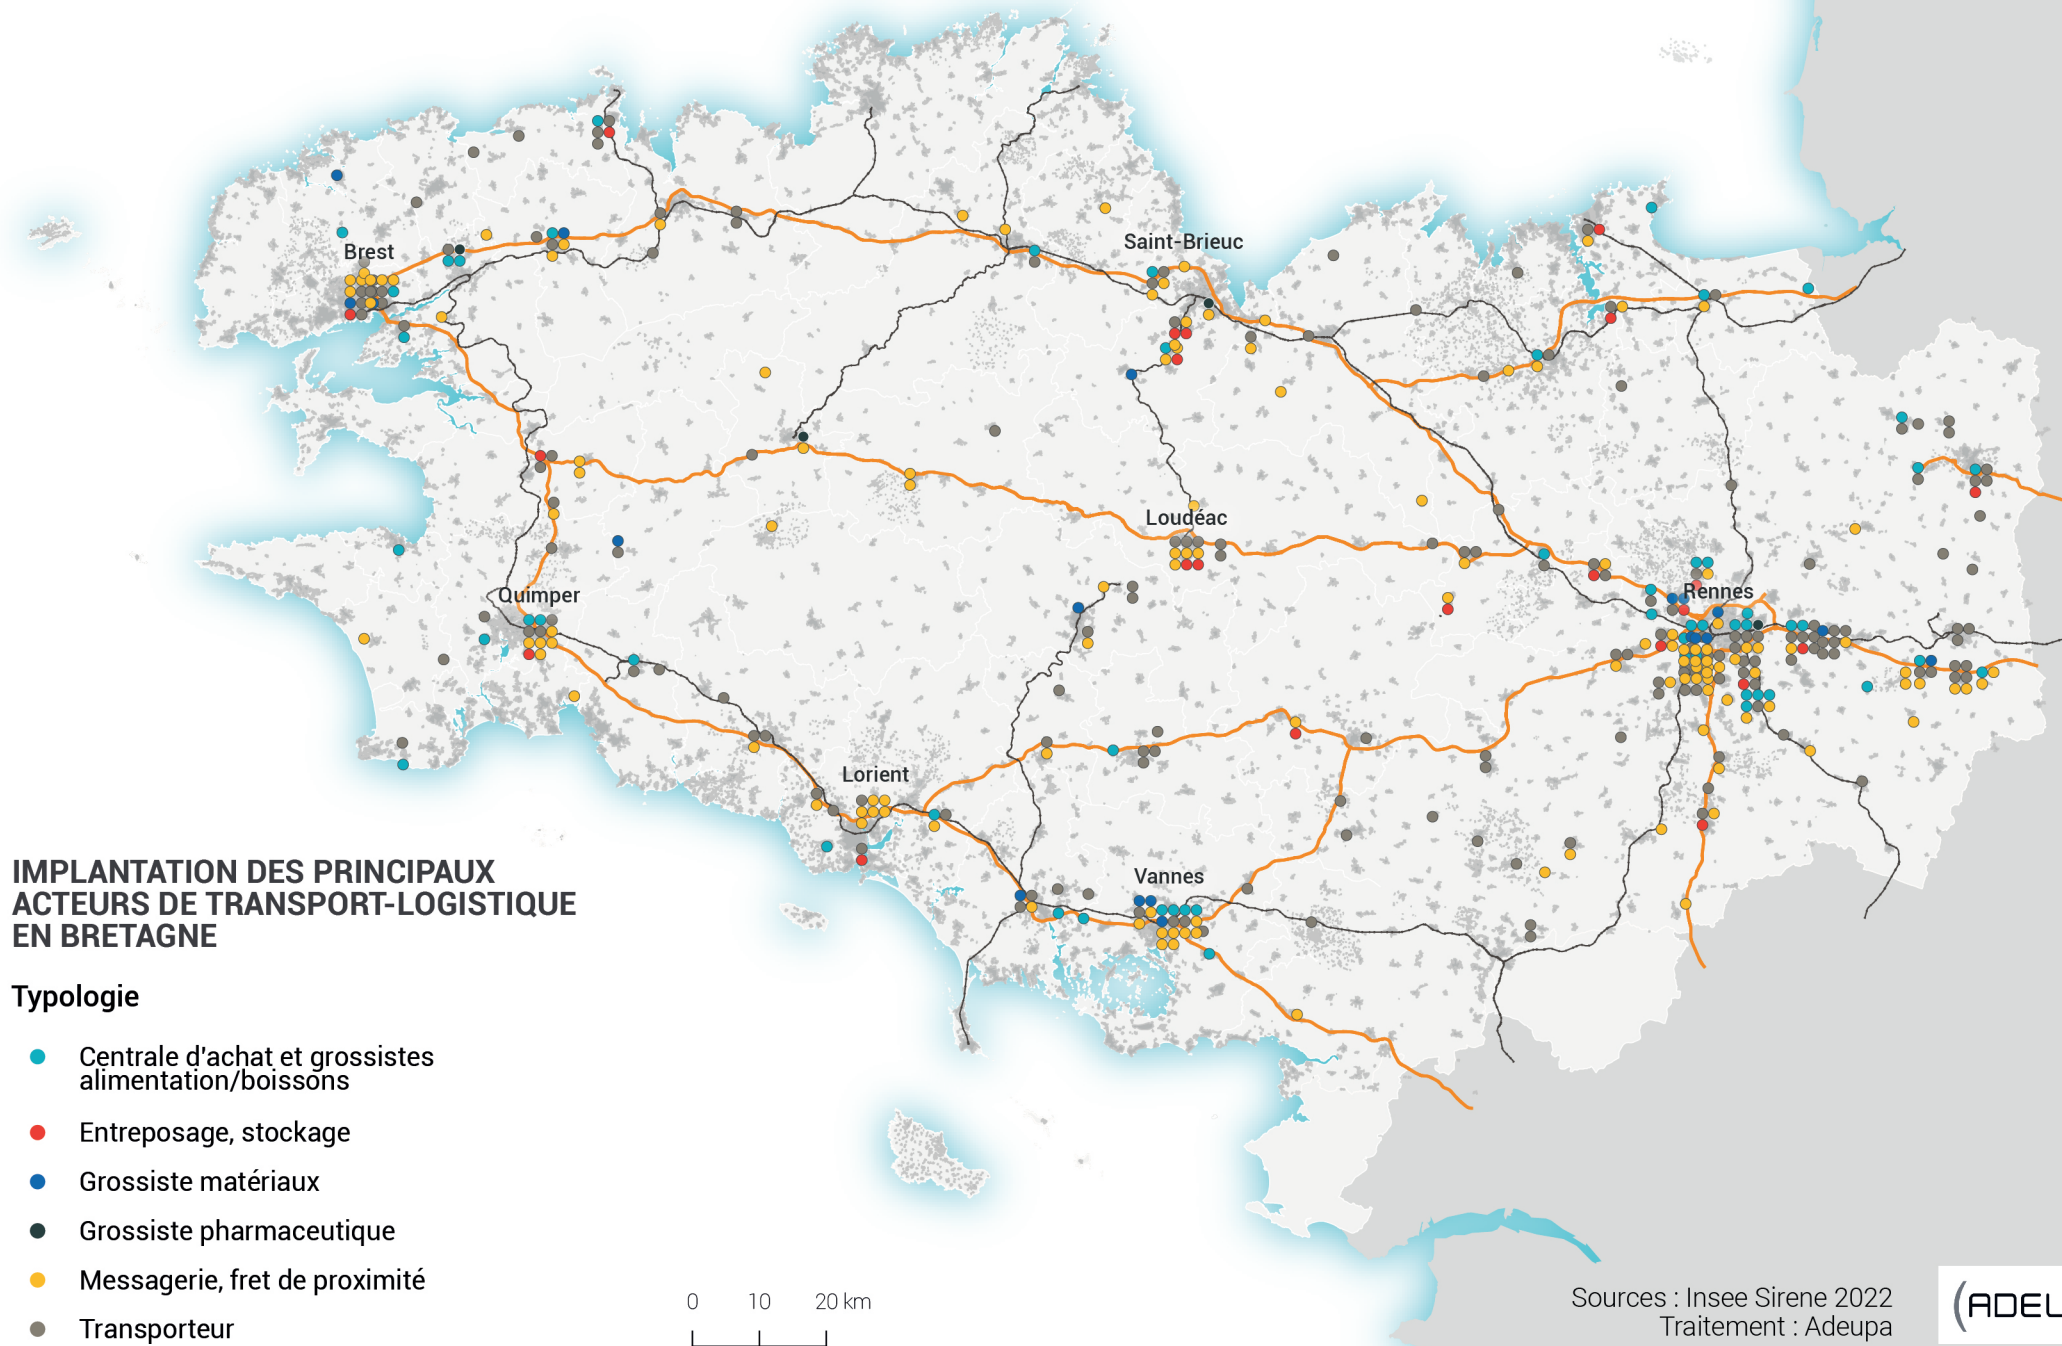 Brest
Saint-Brieuc
Loudéac
Quimper
Rennes
Lorient
Vannes
IMPLANTATION DES PRINCIPAUX
ACTEURS DE TRANSPORT-LOGISTIQUE
EN BRETAGNE
Typologie
Centrale d'achat et grossistes
alimentation/boissons
Entreposage, stockage
Grossiste matériaux
Grossiste pharmaceutique
Messagerie, fret de proximité
Transporteur
0 10 20 km
Sources : Insee Sirene 2022
Traitement : Adeupa
(ADEL